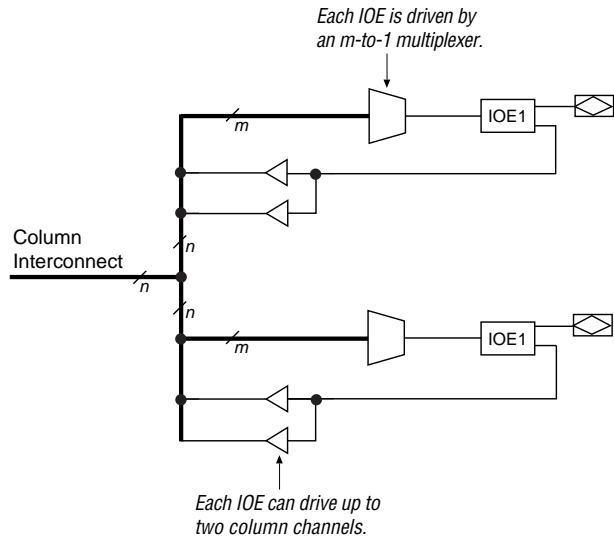 Each IOE is driven by
an m-to-1 multiplexer.
m
IOE1
Column
Interconnect
n
n
n
m
IOE1
Each IOE can drive up to
two column channels.